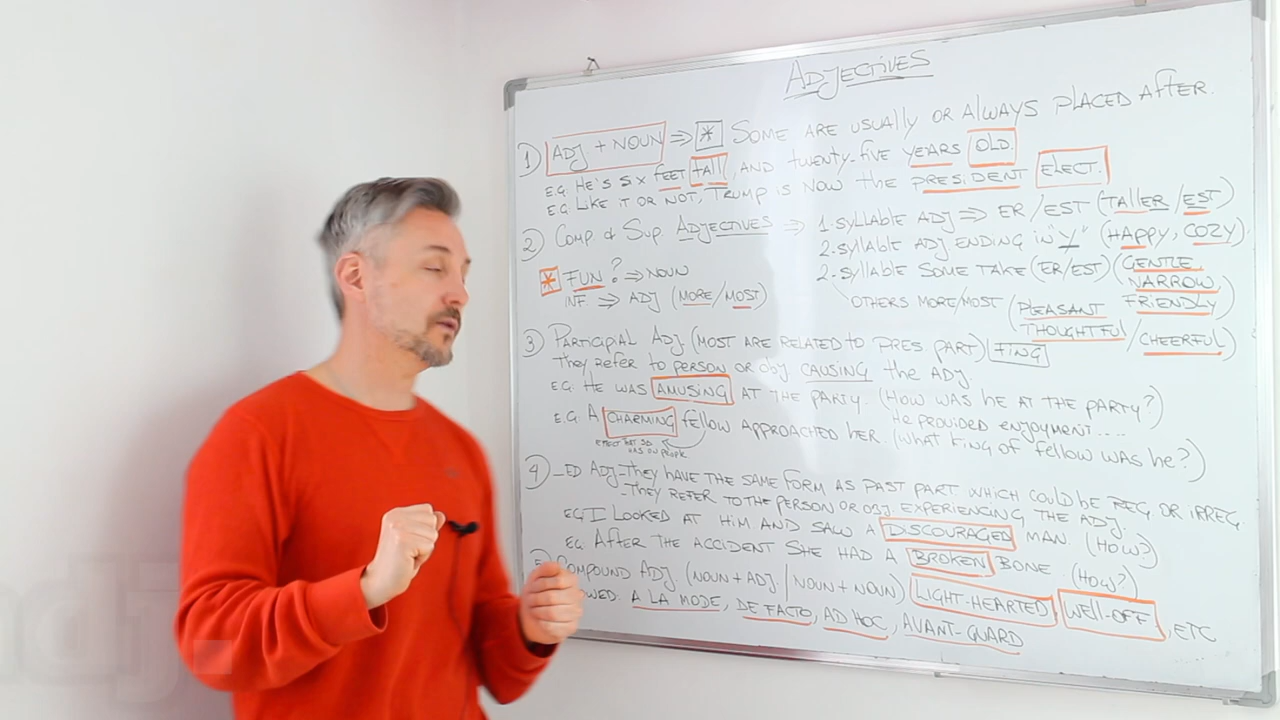 ADJECTIVES
1) ADJ + NOUN ⇒ * SOME ARE USUALLY OR ALWAYS PLACED AFTER.
E.G. HE'S SIX FEET TALL, AND TWENTY-FIVE YEARS OLD.
E.G. LIKE IT OR NOT, TRUMP IS NOW THE PRESIDENT ELECT.
2) COMP. & SUP. ADJECTIVES ⇒ 1-SYLLABLE ADJ ⇒ ER/EST (TALLER/EST)
2-SYLLABLE ADJ ENDING IN "Y" (HAPPY, COZY)
* FUN? ⇒ NOUN
2-SYLLABLE SOME TAKE (ER/EST) (GENTLE
NARROW
FRIENDLY)
INF ⇒ ADJ (MORE/MOST)
OTHERS MORE/MOST (PLEASANT
THOUGHTFUL/CHEERFUL)
3) PARTICIPIAL ADJ (MOST ARE RELATED TO PRES PART)
THEY REFER TO PERSON OR OBJ CAUSING THE ADJ.
E.G. HE WAS AMUSING AT THE PARTY. (HOW WAS HE AT THE PARTY?)
HE PROVIDED ENJOYMENT....
E.G. A CHARMING FELLOW APPROACHED HER. (WHAT KING OF FELLOW WAS HE?)
EFFECT THAT SB HAS ON PEOPLE
4) -ED ADJ - THEY HAVE THE SAME FORM AS PAST PART WHICH COULD BE REG OR IRREG.
- THEY REFER TO THE PERSON OR OBJ. EXPERIENCING THE ADJ.
E.G. I LOOKED AT HIM AND SAW A DISCOURAGED MAN (HOW?)
E.G. AFTER THE ACCIDENT SHE HAD A BROKEN BONE. (HOW?)
COMPOUND ADJ. (NOUN + ADJ. / NOUN + NOUN) LIGHT-HEARTED WELL-OFF, ETC
A LA MODE, DE FACTO, AD HOC, AVANT-GUARD
adj.